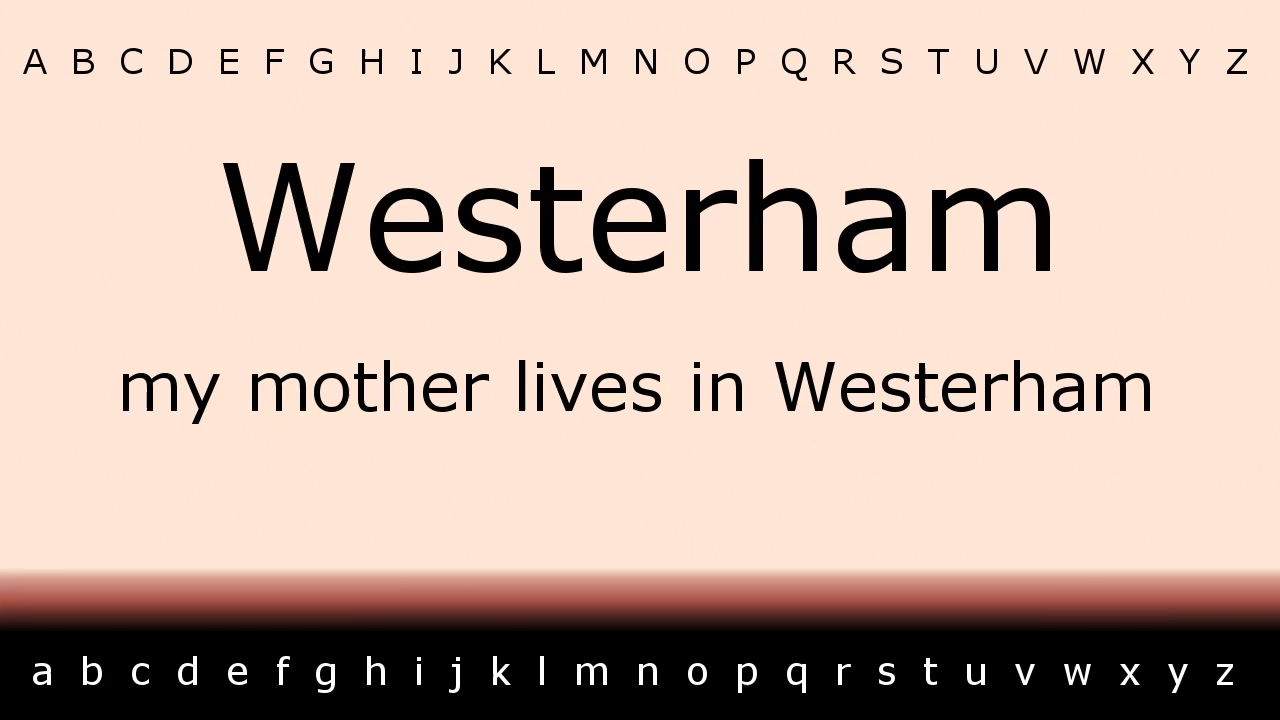 A B C D E F G H I J K L M N O P Q R S T U V W X Y Z
Westerham
my mother lives in Westerham
a b c d e f g h i j k l m n o p q r s t u v w x y z